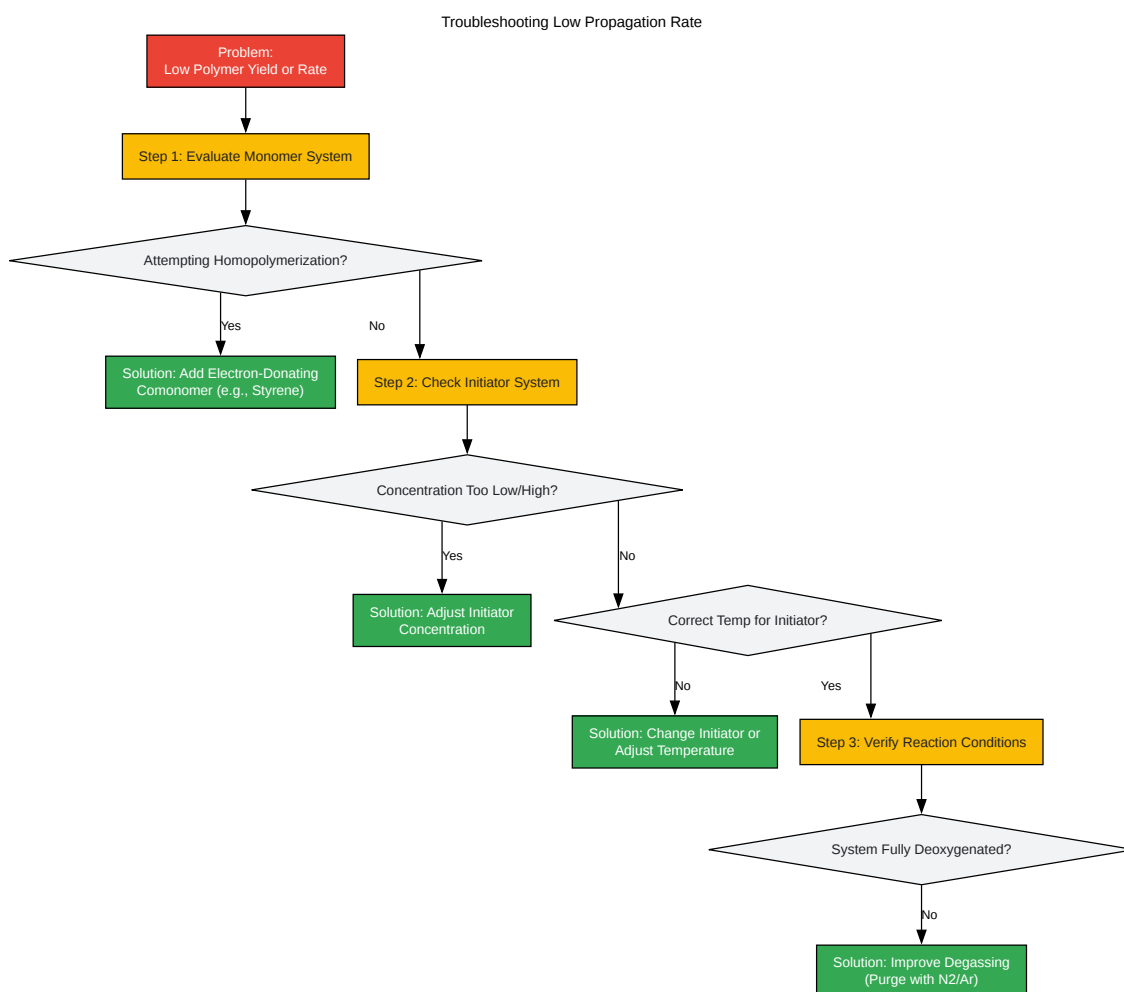 Troubleshooting Low Propagation Rate
Problem:
Low Polymer Yield or Rate
Step 1: Evaluate Monomer System
Attempting Homopolymerization?
Yes
No
Solution: Add Electron-Donating
Comonomer (e.g., Styrene)
Step 2: Check Initiator System
Concentration Too Low/High?
Yes
No
Solution: Adjust Initiator
Concentration
Correct Temp for Initiator?
No
Yes
Solution: Change Initiator or
Adjust Temperature
Step 3: Verify Reaction Conditions
System Fully Deoxygenated?
No
Solution: Improve Degassing
(Purge with N2/Ar)